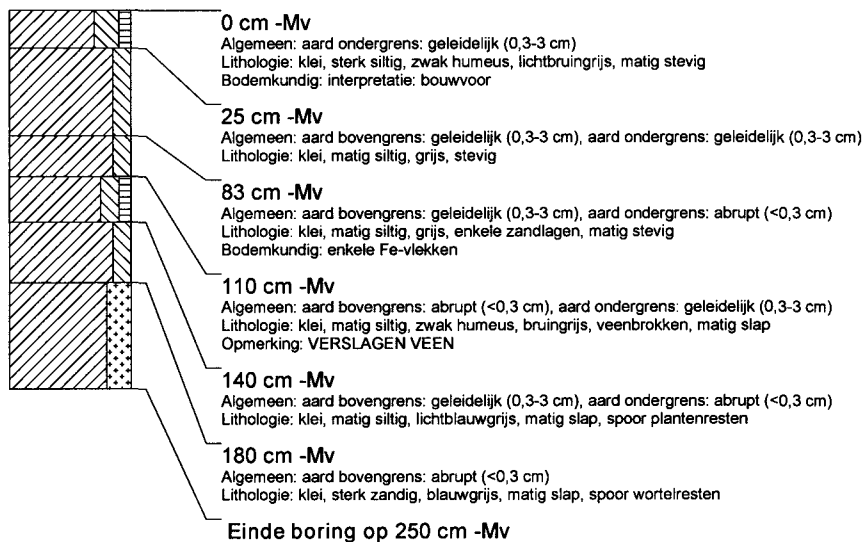 0 cm -Mv
Algemeen: aard ondergrens: geleidelijk (0,3-3 cm)
Lithologie: klei, sterk siltig, zwak humeus, lichtbruingrijs, matig stevig
Bodemkundig: interpretatie: bouwvoor
25 cm -Mv
Algemeen: aard bovengrens: geleidelijk (0,3-3 cm), aard ondergrens: geleidelijk (0,3-3 cm)
Lithologie: klei, matig siltig, grijs, stevig
83 cm -Mv
Algemeen: aard bovengrens: geleidelijk (0,3-3 cm), aard ondergrens: abrupt (<0,3 cm)
Lithologie: klei, matig siltig, grijs, enkele zandlagen, matig stevig
Bodemkundig: enkele Fe-vlekken
110 cm -Mv
Algemeen: aard bovengrens: abrupt (<0,3 cm), aard ondergrens: geleidelijk (0,3-3 cm)
Lithologie: klei, matig siltig, zwak humeus, bruingrijs, veenbrokken, matig slap
Opmerking: VERSLAGEN VEEN
140 cm -Mv
Algemeen: aard bovengrens: geleidelijk (0,3-3 cm), aard ondergrens: abrupt (<0,3 cm)
Lithologie: klei, matig siltig, lichtblauwgrijs, matig slap, spoor plantenresten
180 cm -Mv
Algemeen: aard bovengrens: abrupt (<0,3 cm)
Lithologie: klei, sterk zandig, blauwgrijs, matig slap, spoor wortelresten
Einde boring op 250 cm -Mv